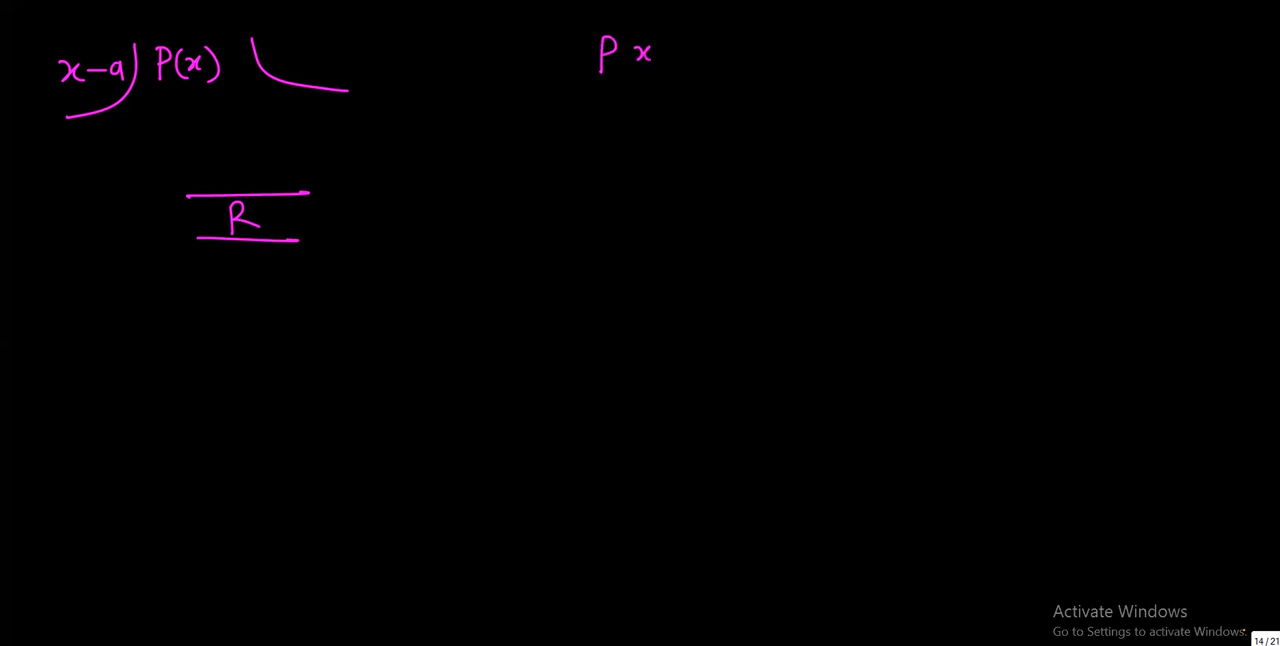 x-a) P(x)
P x
R
Activate Windows
Go to Settings to activate Windows.
14 / 21